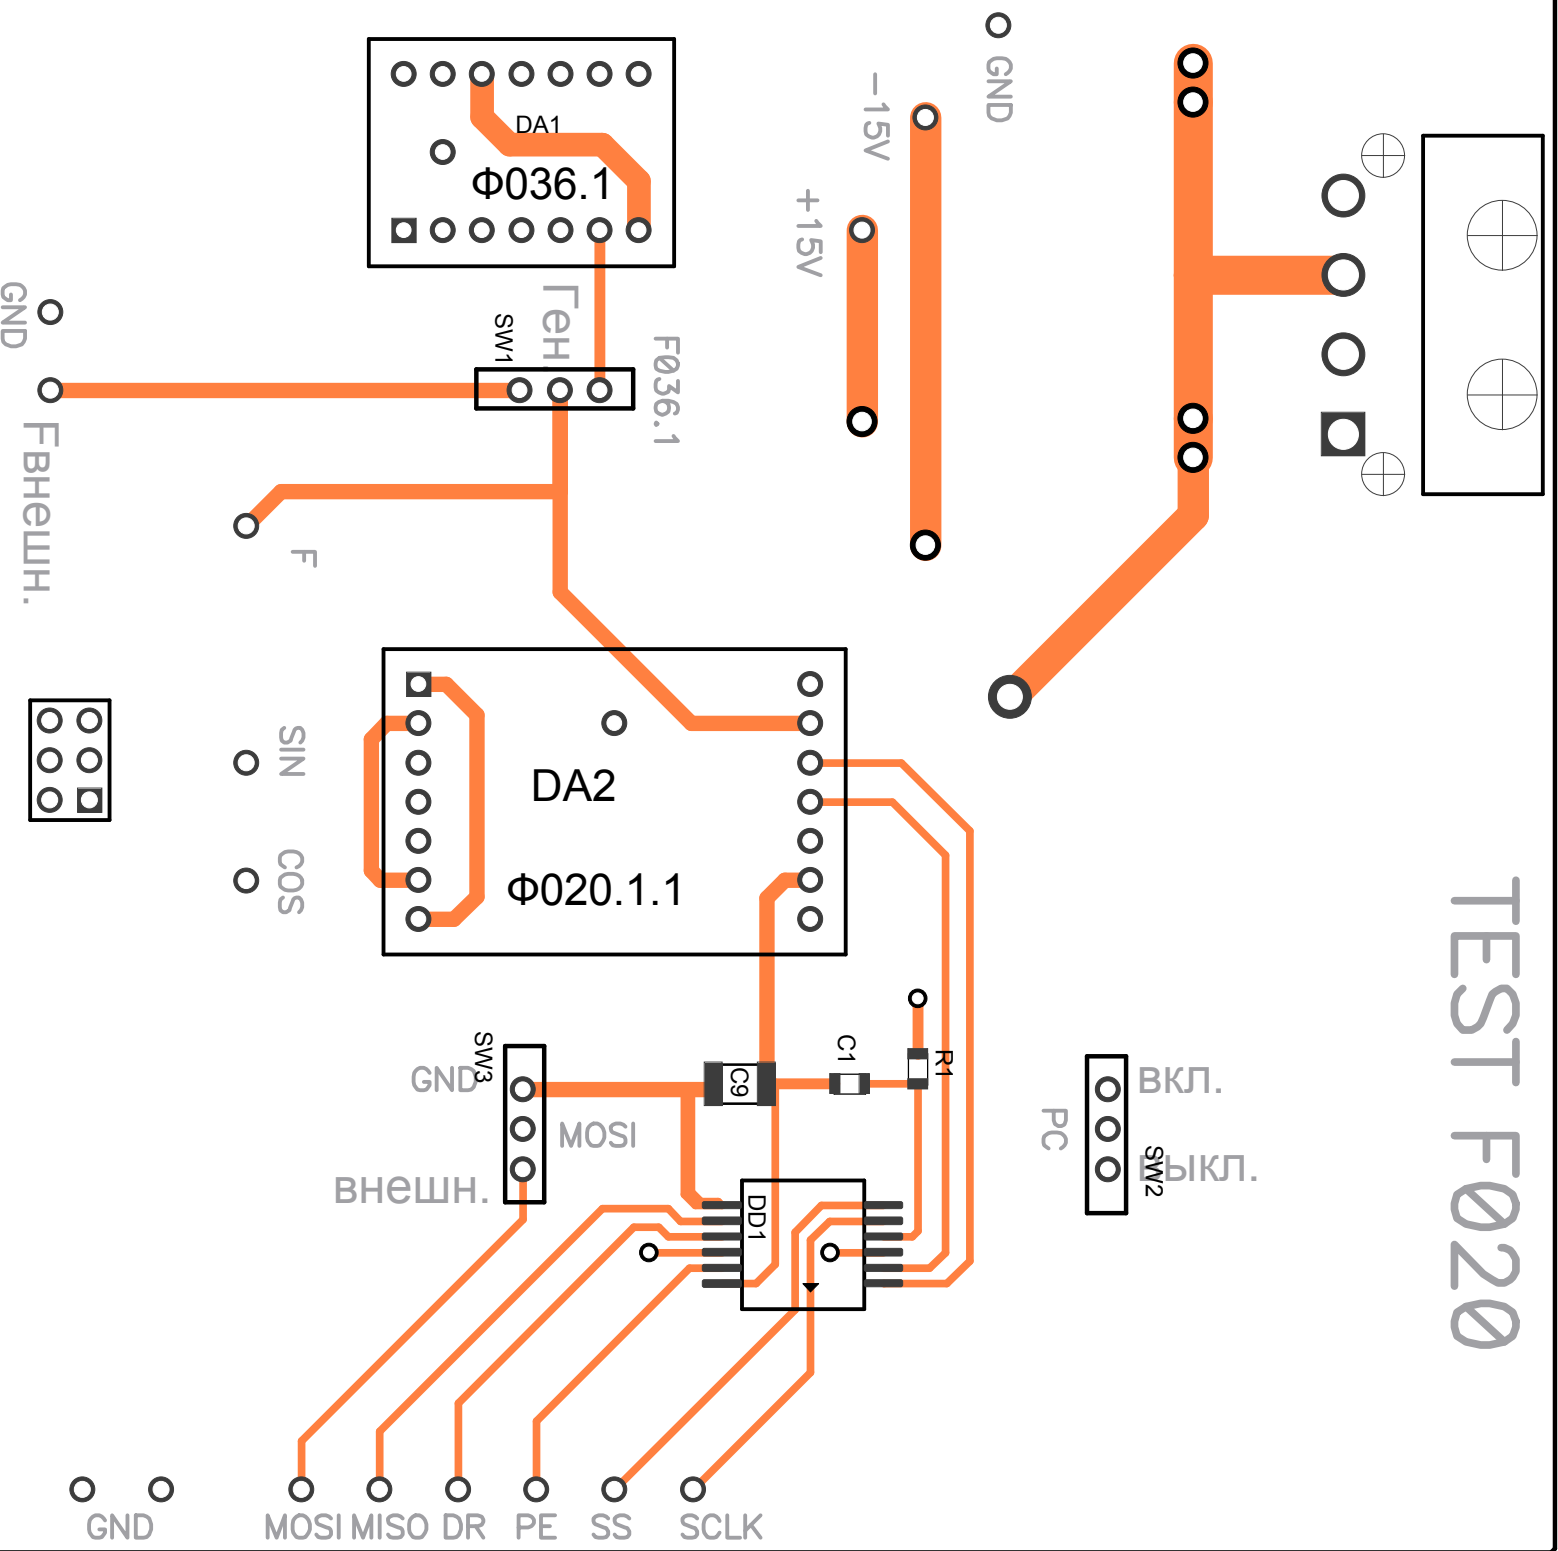 GND
-15V
DA1
Ф036.1
+15V
GND
Ген.
SW1
F036.1
Fвнешн.
F
SIN
DA2
COS
Ф020.1.1
TEST F020
SW3
GND
C9
C1
R1
вкл.
PC
MOSI
SW2
выкл.
внешн.
DD1
GND
MOSI
MISO
DR
PE
SS
SCLK